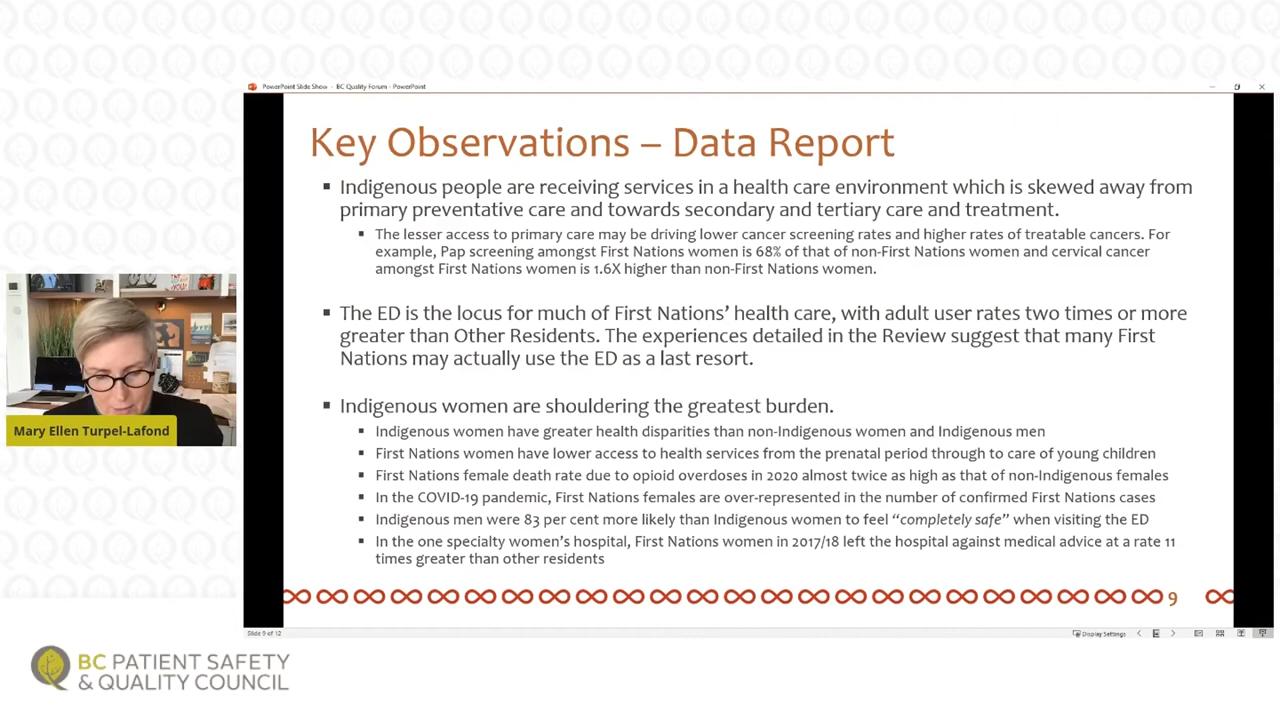 PowerPoint Slide Show - BC Quality Forum - PowerPoint
Key Observations – Data Report
▪ Indigenous people are receiving services in a health care environment which is skewed away from
primary preventative care and towards secondary and tertiary care and treatment.
▪ The lesser access to primary care may be driving lower cancer screening rates and higher rates of treatable cancers. For
example, Pap screening amongst First Nations women is 68% of that of non-First Nations women and cervical cancer
amongst First Nations women is 1.6X higher than non-First Nations women.
▪ The ED is the locus for much of First Nations’ health care, with adult user rates two times or more
greater than Other Residents. The experiences detailed in the Review suggest that many First
Nations may actually use the ED as a last resort.
▪ Indigenous women are shouldering the greatest burden.
▪ Indigenous women have greater health disparities than non-Indigenous women and Indigenous men
▪ First Nations women have lower access to health services from the prenatal period through to care of young children
▪ First Nations female death rate due to opioid overdoses in 2020 almost twice as high as that of non-Indigenous females
▪ In the COVID-19 pandemic, First Nations females are over-represented in the number of confirmed First Nations cases
▪ Indigenous men were 83 per cent more likely than Indigenous women to feel “completely safe” when visiting the ED
▪ In the one specialty women’s hospital, First Nations women in 2017/18 left the hospital against medical advice at a rate 11
times greater than other residents
9
Slide 9 of 12
Display Settings
Mary Ellen Turpel-Lafond
BC PATIENT SAFETY
& QUALITY COUNCIL